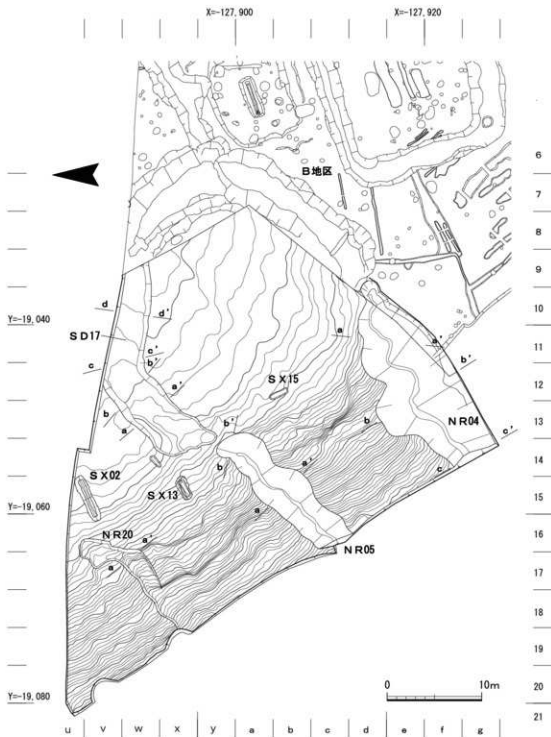 X=-127,900
X=-127,920
6
B地区
7
8
9
d
10
d'
Y=-19,040
a
SD17
11
c'
a'
b'
b'
c
a'
12
SX15
b
13
NR04
a
b'
b
c'
14
b
a'
c
SX02
15
SX13
a
Y=-19,060
NR20
a'
16
NR05
a
17
18
19
0
10m
20
Y=-19,080
21
u
v
w
x
y
a
b
c
d
e
f
g